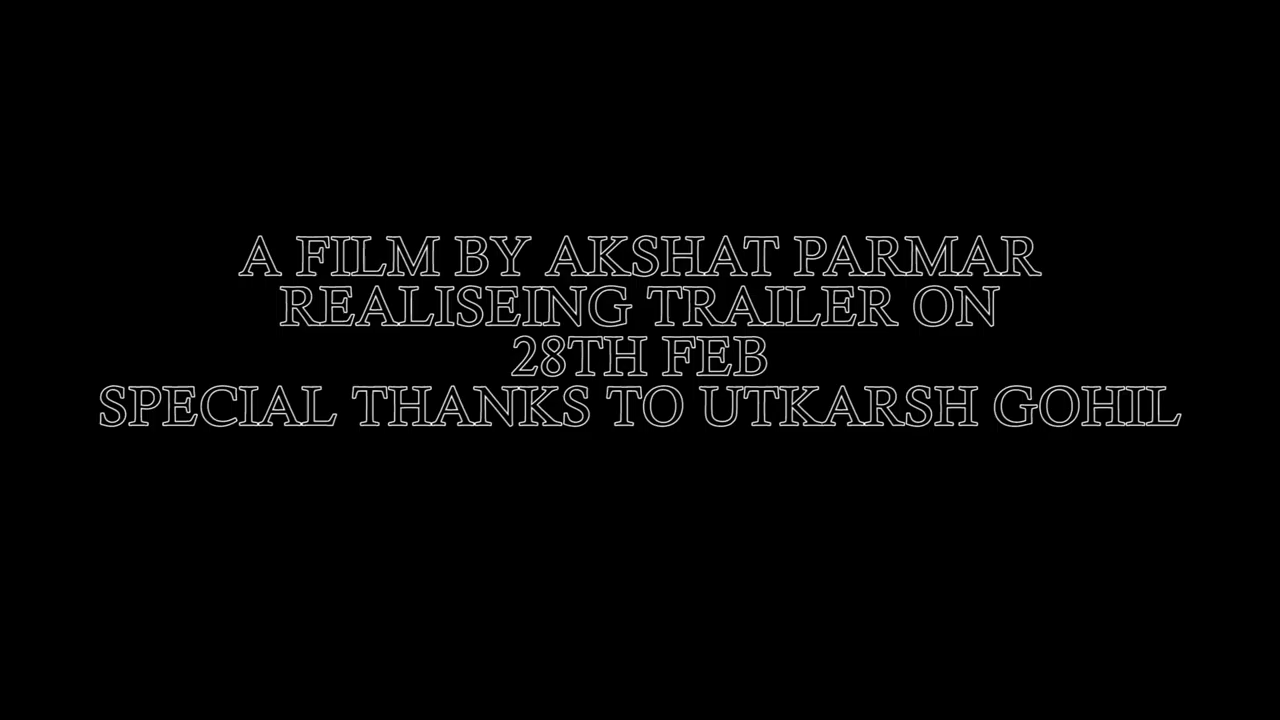 A FILM BY AKSHAT PARMAR
REALISEING TRAILER ON
28TH FEB
SPECIAL THANKS TO UTKARSH GOHIL